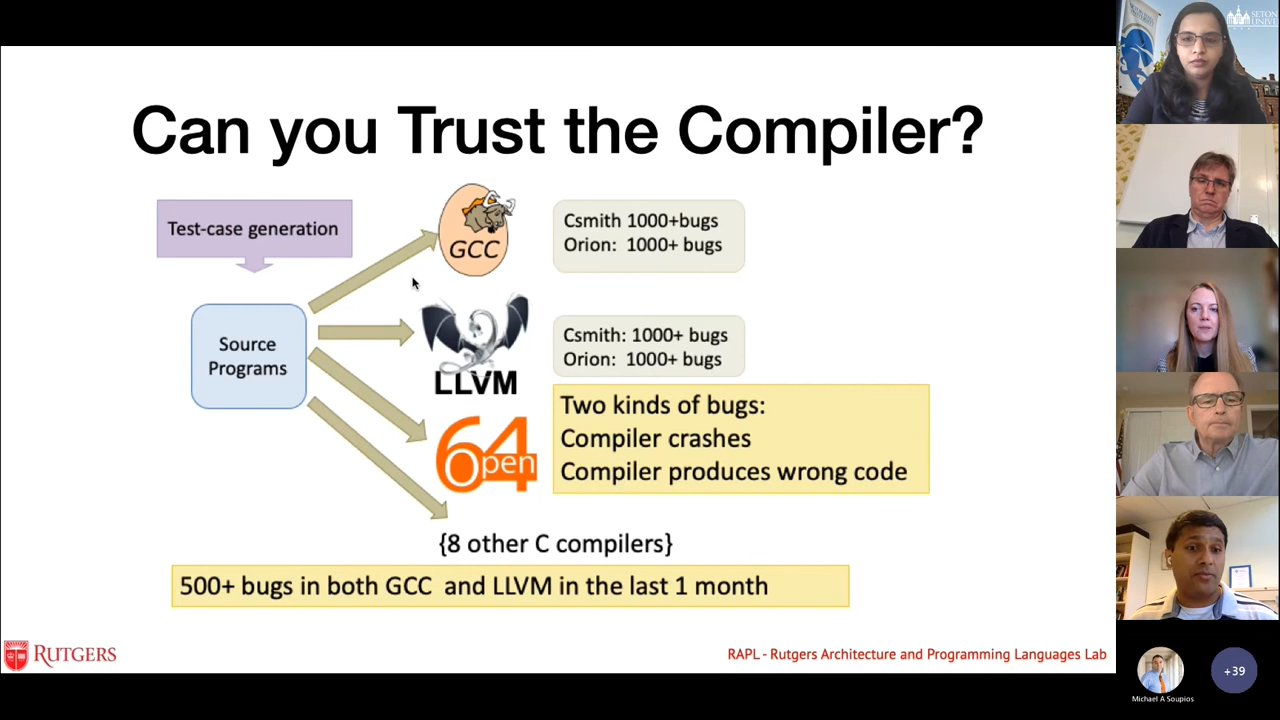 Can you Trust the Compiler?
Test-case generation
GCC
Csmith 1000+bugs
Orion: 1000+ bugs
Source
Programs
LLVM
Csmith: 1000+ bugs
Orion: 1000+ bugs
64
open
Two kinds of bugs:
Compiler crashes
Compiler produces wrong code
{8 other C compilers}
500+ bugs in both GCC and LLVM in the last 1 month
RUTGERS
RAPL - Rutgers Architecture and Programming Languages Lab
SETON
UNIVE
Michael A Soupios
+39